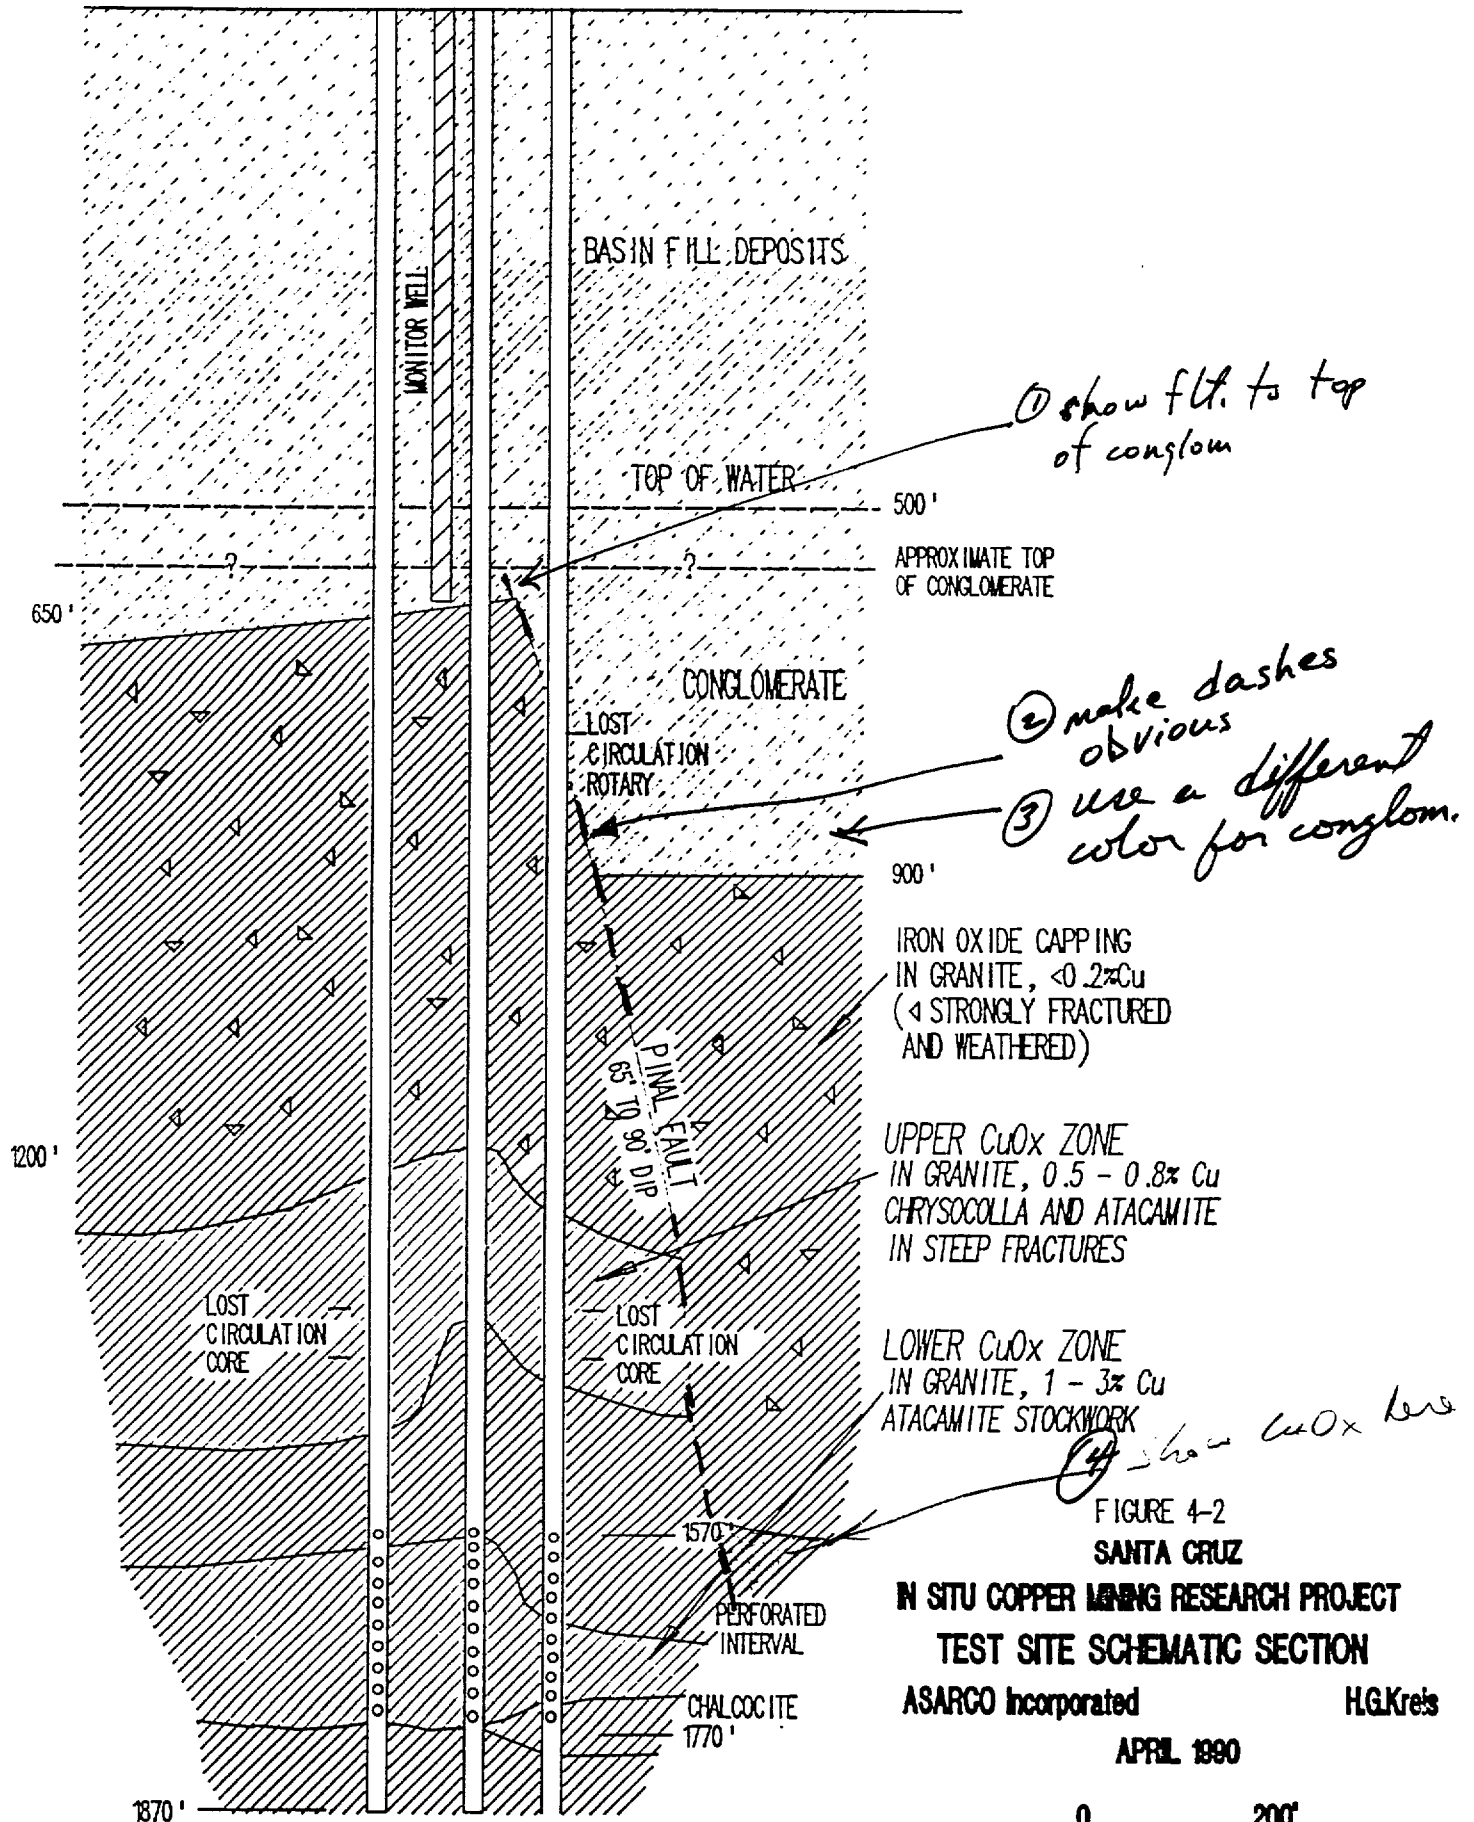 BASIN FILL DEPOSITS
MONITOR WELL
① show flt. to top
of conglom
TOP OF WATER
500'
?
?
APPROXIMATE TOP
OF CONGLOMERATE
650'
CONGLOMERATE
② make dashes
obvious
LOST
CIRCULATION
ROTARY
③ use a different
color for conglom.
900'
IRON OXIDE CAPPING
IN GRANITE, <0.2%Cu
(◁ STRONGLY FRACTURED
AND WEATHERED)
PINAL FAULT
65° TO 90° DIP
1200'
UPPER CuOx ZONE
IN GRANITE, 0.5 - 0.8% Cu
CHRYSOCOLLA AND ATACAMITE
IN STEEP FRACTURES
LOST
CIRCULATION
CORE
LOST
CIRCULATION
CORE
LOWER CuOx ZONE
IN GRANITE, 1 - 3% Cu
ATACAMITE STOCKWORK
④ show CuOx here
1570'
PERFORATED
INTERVAL
CHALCOCITE
1770'
1870'
FIGURE 4-2
SANTA CRUZ
IN SITU COPPER MINING RESEARCH PROJECT
TEST SITE SCHEMATIC SECTION
ASARCO Incorporated H.G.Kreis
APRIL 1990
0 200'